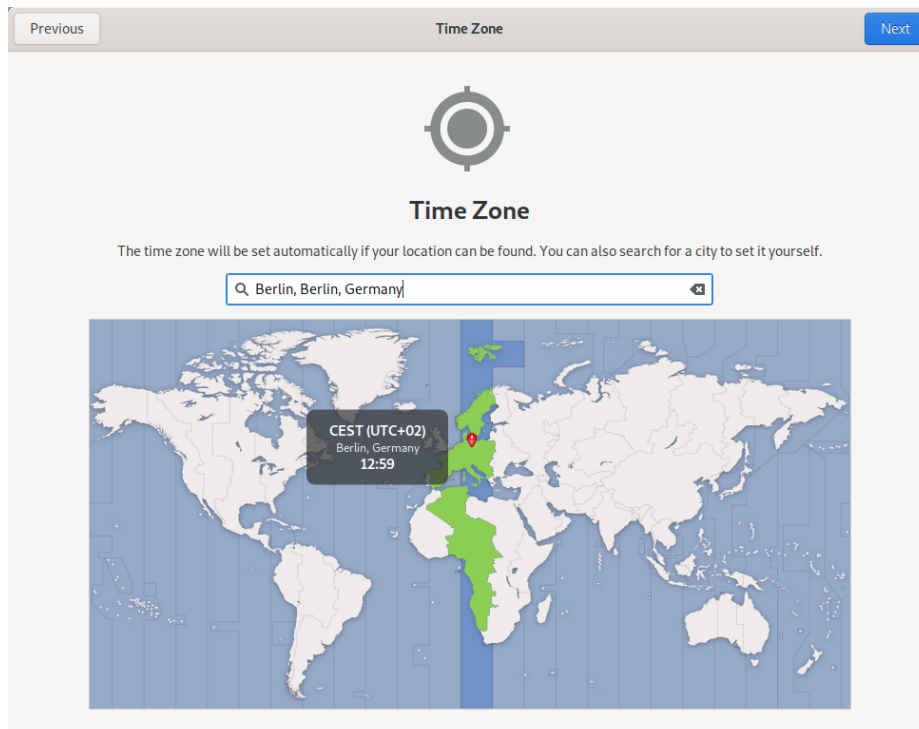 Previous
Time Zone
Next
Time Zone
The time zone will be set automatically if your location can be found. You can also search for a city to set it yourself.
Berlin, Berlin, Germany
CEST (UTC+02)
Berlin, Germany
12:59